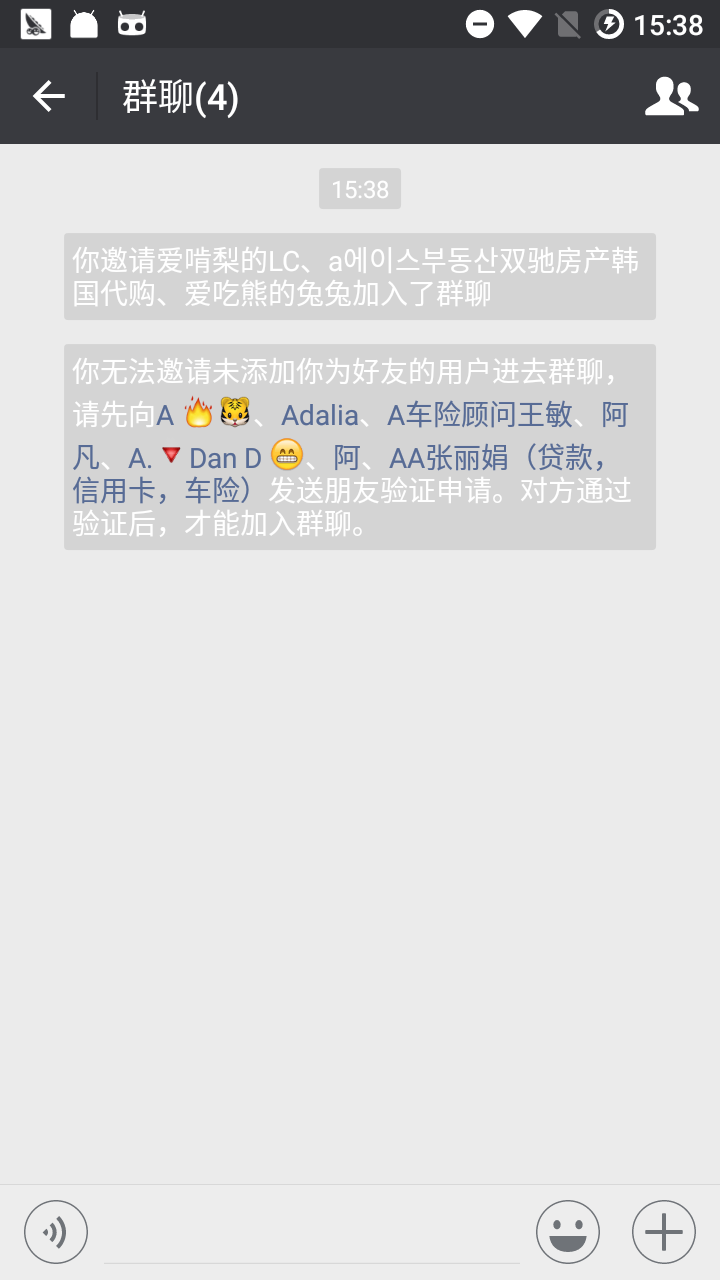 15:38
群聊(4)
15:38
你邀请爱啃梨的LC、a에이스부동산双驰房产韩
国代购、爱吃熊的兔兔加入了群聊
你无法邀请未添加你为好友的用户进去群聊，
请先向A 🔥🐯、Adalia、A车险顾问王敏、阿
凡、A.🔻Dan D 😁、阿、AA张丽娟（贷款，
信用卡，车险）发送朋友验证申请。对方通过
验证后，才能加入群聊。